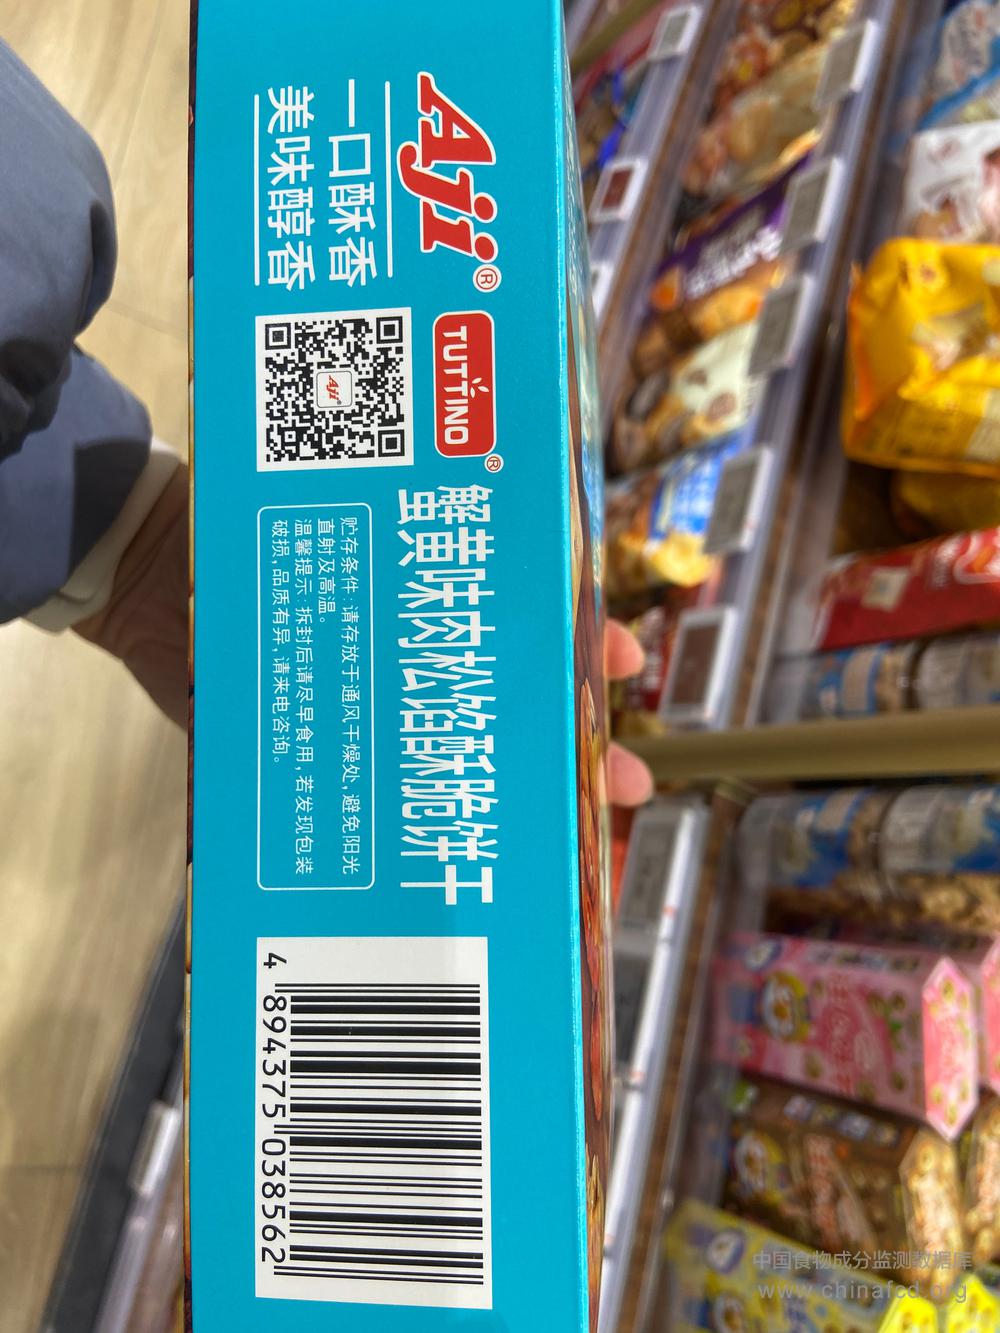 Aji®
一口酥香
美味醇香
TUTTINO®
Aji®
蟹黄味肉松馅酥脆饼干
贮存条件：请存放于通风干燥处，避免阳光
直射及高温。
温馨提示：拆封后请尽早食用，若发现包装
破损，品质有异，请来电咨询。
4 894375 038562
中国食物成分监测数据库
www.chinafcd.org